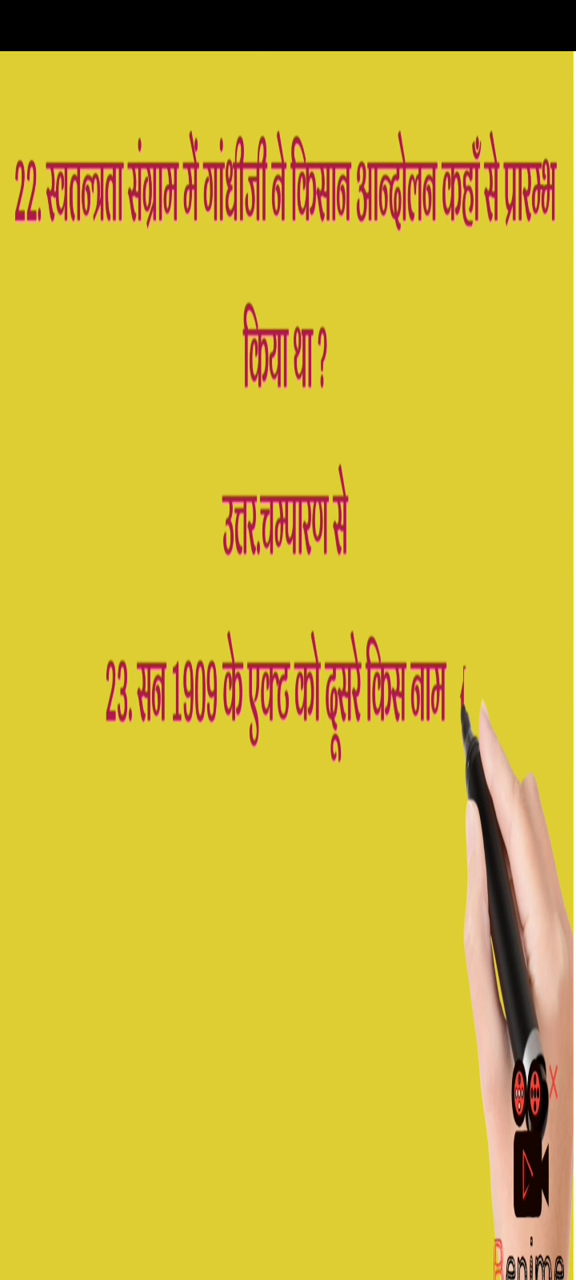 22. स्वतन्त्रता संग्राम में गांधीजी ने किसान आन्दोलन कहाँ से प्रारम्भ
किया था ?
उत्तर.चम्पारण से
23. सन 1909 के एक्ट को दूसरे किस नाम